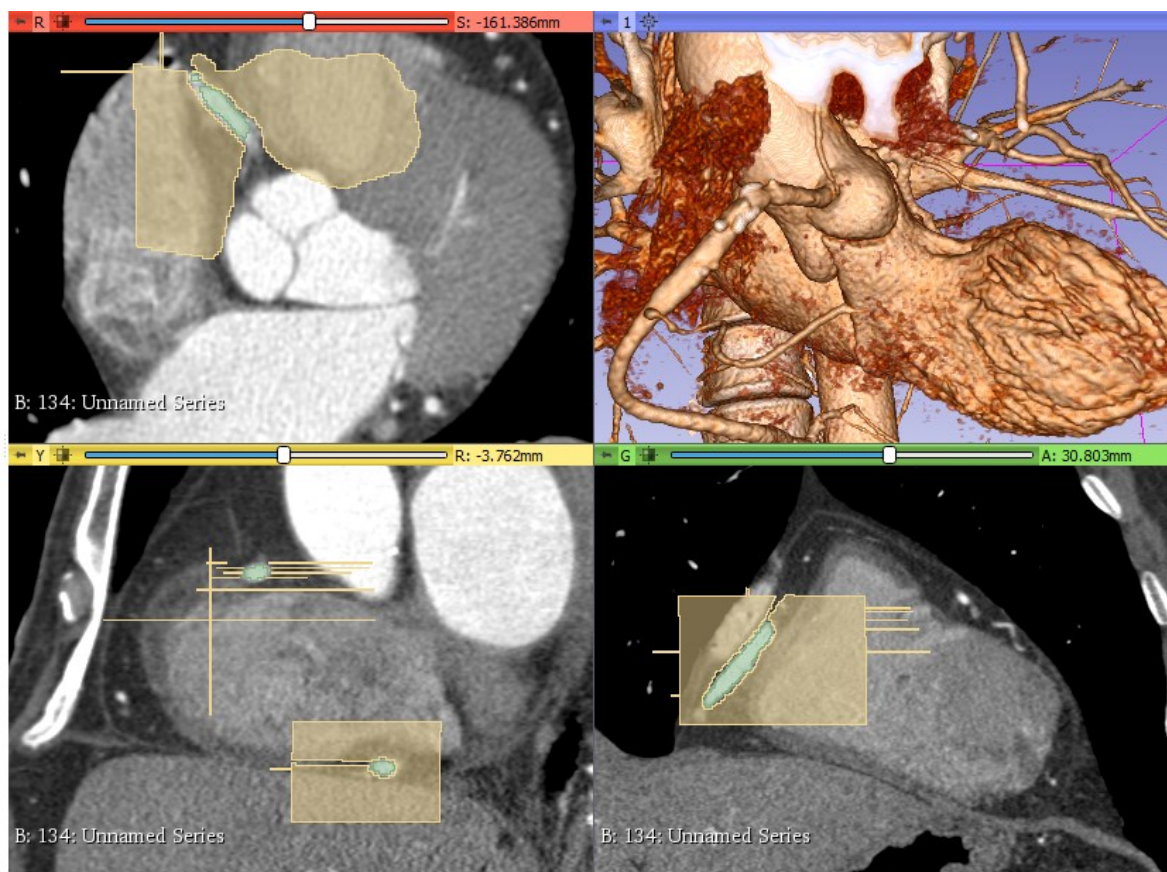 R S: -161.386mm
1
B: 134: Unnamed Series
Y R: -3.762mm
G A: 30.803mm
B: 134: Unnamed Series
B: 134: Unnamed Series